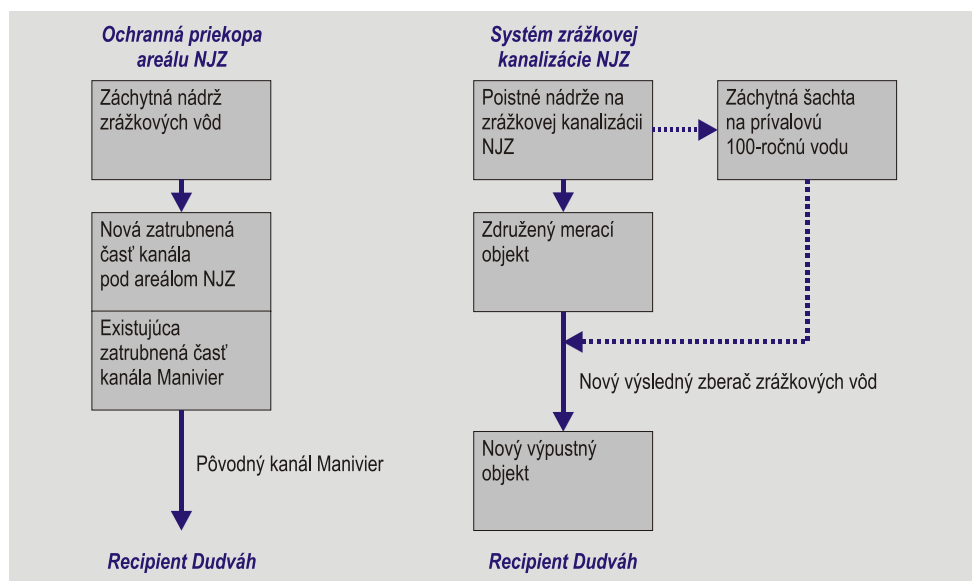 Ochranná priekopa
areálu NJZ
Záchytná nádrž
zrážkových vôd
Nová zatrubnená
časť kanála
pod areálom NJZ
Existujúca
zatrubnená časť
kanála Manivier
Pôvodný kanál Manivier
Recipient Dudváh
Systém zrážkovej
kanalizácie NJZ
Poistné nádrže na
zrážkovej kanalizácii
NJZ
Záchytná šachta
na prívalovú
100-ročnú vodu
Združený merací
objekt
Nový výsledný zberač zrážkových vôd
Nový výpustný
objekt
Recipient Dudváh